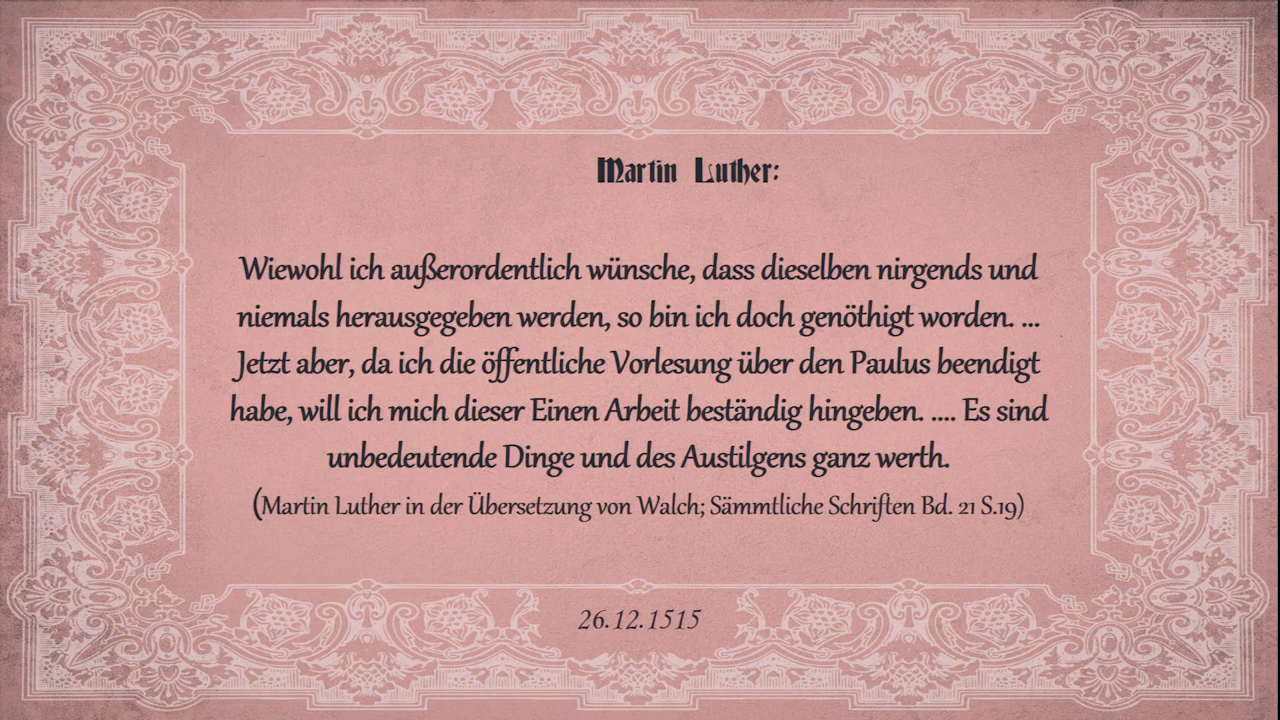 Martin Luther:
Wiewohl ich außerordentlich wünsche, dass dieselben nirgends und
niemals herausgegeben werden, so bin ich doch genöthigt worden. ...
Jetzt aber, da ich die öffentliche Vorlesung über den Paulus beendigt
habe, will ich mich dieser Einen Arbeit beständig hingeben. .... Es sind
unbedeutende Dinge und des Austilgens ganz werth.
(Martin Luther in der Übersetzung von Walch; Sämmtliche Schriften Bd. 21 S.19)
26.12.1515